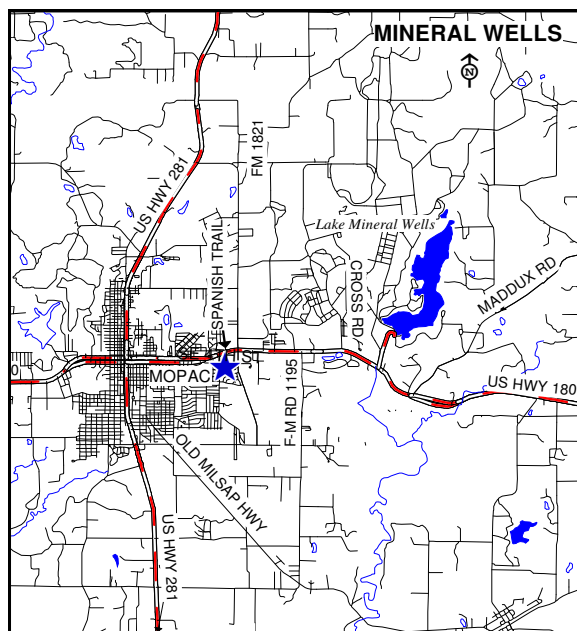 MINERAL WELLS
N
FM 1821
US HWY 281
Lake Mineral Wells
SPANISH TRAIL
CROSS RD
MADDUX RD
MOPAC ST
US HWY 180
F-M RD 1195
OLD MILSAP HWY
US HWY 281